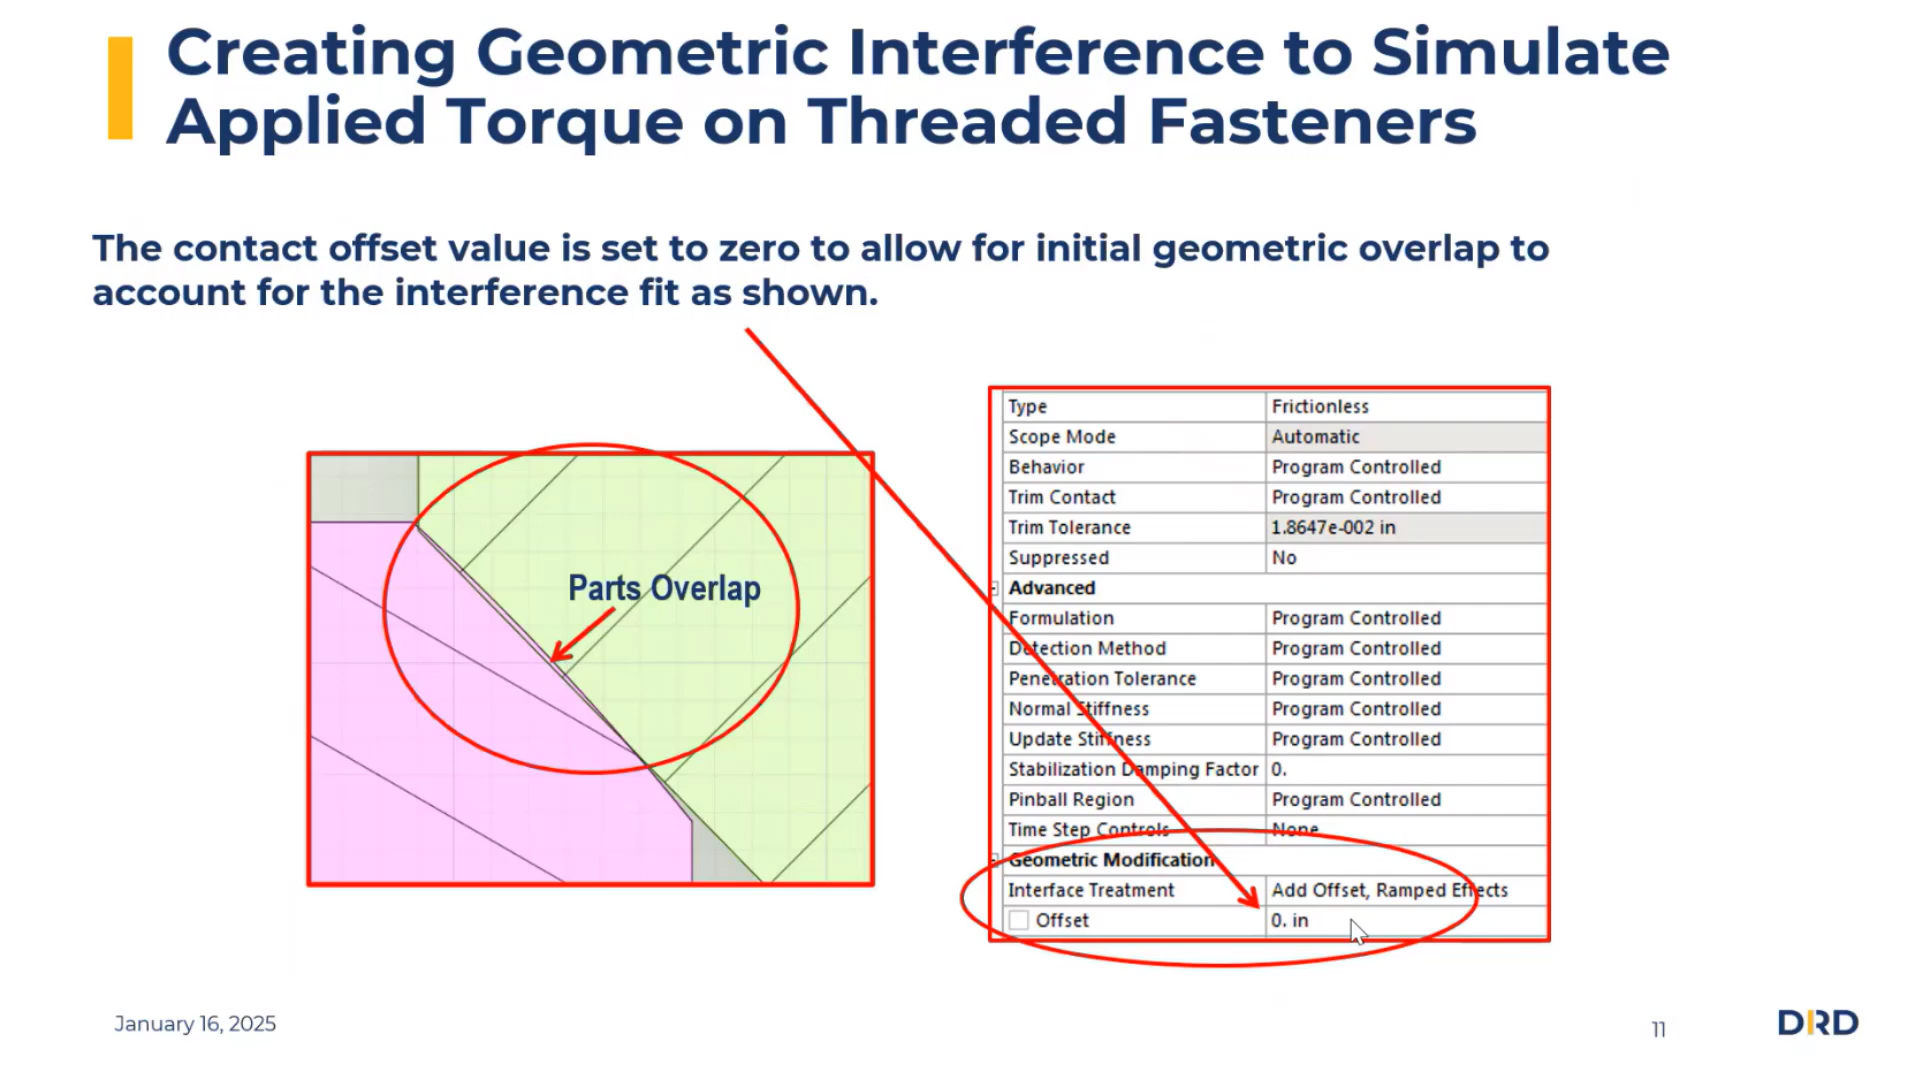 Creating Geometric Interference to Simulate
Applied Torque on Threaded Fasteners
The contact offset value is set to zero to allow for initial geometric overlap to
account for the interference fit as shown.
Parts Overlap
Type Frictionless
Scope Mode Automatic
Behavior Program Controlled
Trim Contact Program Controlled
Trim Tolerance 1.8647e-002 in
Suppressed No
Advanced
Formulation Program Controlled
Detection Method Program Controlled
Penetration Tolerance Program Controlled
Normal Stiffness Program Controlled
Update Stiffness Program Controlled
Stabilization Damping Factor 0.
Pinball Region Program Controlled
Time Step Controls None
Geometric Modification
Interface Treatment Add Offset, Ramped Effects
Offset 0. in
January 16, 2025
11
DRD